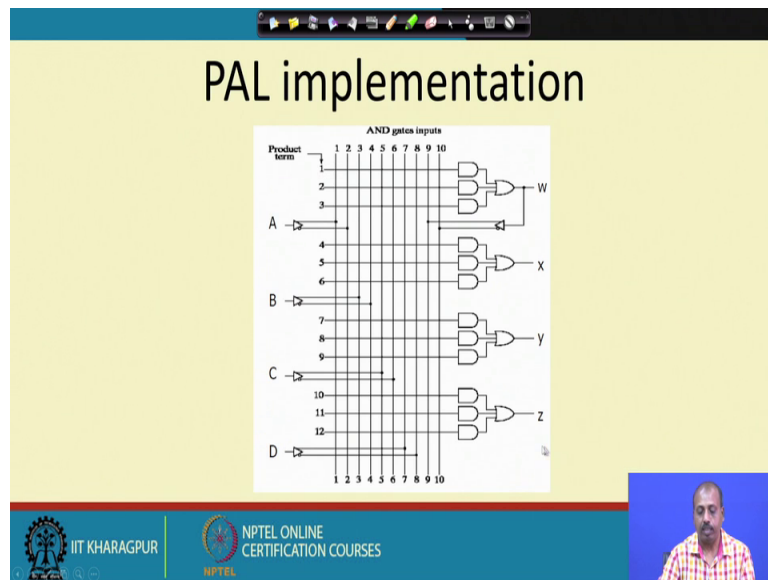 PAL implementation
AND gates inputs
Product
term
1 2 3 4 5 6 7 8 9 10
1
2
3
W
A
4
5
6
X
B
7
8
9
y
C
10
11
12
Z
D
1 2 3 4 5 6 7 8 9 10
IIT KHARAGPUR
NPTEL
NPTEL ONLINE
CERTIFICATION COURSES